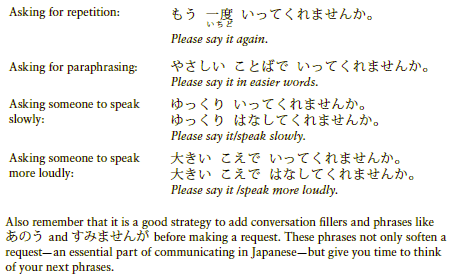 Asking for repetition: もう 一度 いってくれませんか。
いちど
Please say it again.
Asking for paraphrasing: やさしい ことばで いってくれませんか。
Please say it in easier words.
Asking someone to speak ゆっくり いってくれませんか。
slowly: ゆっくり はなしてくれませんか。
Please say it/speak slowly.
Asking someone to speak 大きい こえで いってくれませんか。
more loudly: 大きい こえで はなしてくれませんか。
Please say it /speak more loudly.
Also remember that it is a good strategy to add conversation fillers and phrases like
あのう and すみませんが before making a request. These phrases not only soften a
request—an essential part of communicating in Japanese—but give you time to think
of your next phrases.